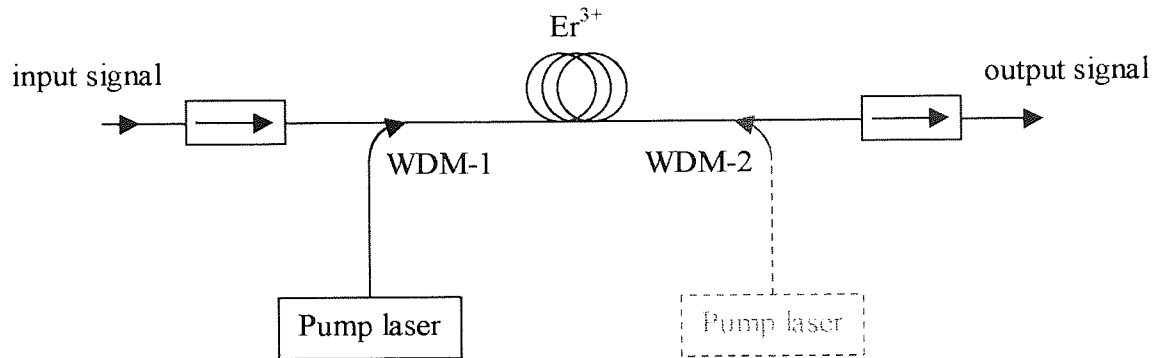 Er³⁺
input signal
output signal
WDM-1
WDM-2
Pump laser
Pump laser